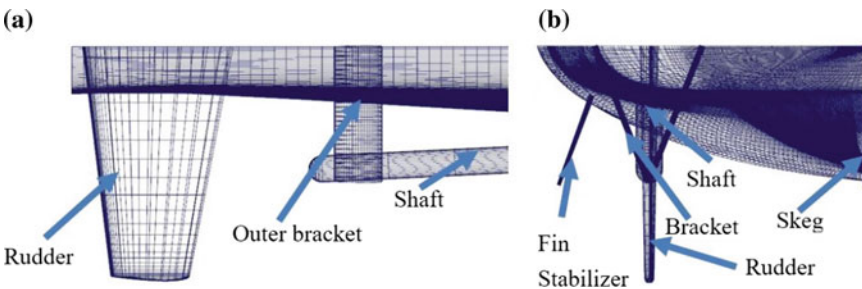 (a)
(b)
Rudder
Outer bracket
Shaft
Fin
Stabilizer
Bracket
Shaft
Skeg
Rudder